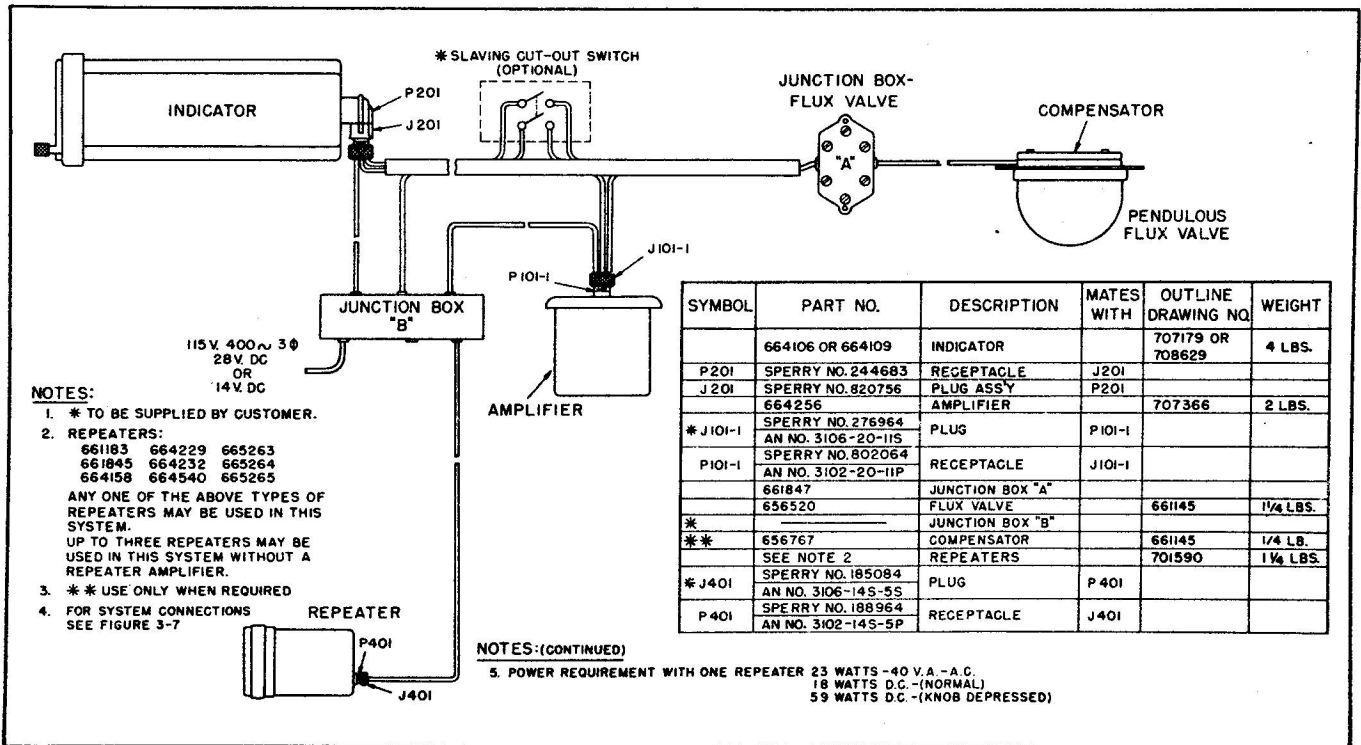 * SLAVING CUT-OUT SWITCH
(OPTIONAL)
INDICATOR
P201
J201
JUNCTION BOX-
FLUX VALVE
"A"
COMPENSATOR
PENDULOUS
FLUX VALVE
J101-1
P101-1
JUNCTION BOX
"B"
115 V. 400~ 3Φ
28 V. DC
OR
14 V. DC
AMPLIFIER
NOTES:
1. * TO BE SUPPLIED BY CUSTOMER.
2. REPEATERS:
661183 664229 665263
661845 664232 665264
664158 664540 665265
ANY ONE OF THE ABOVE TYPES OF
REPEATERS MAY BE USED IN THIS
SYSTEM.
UP TO THREE REPEATERS MAY BE
USED IN THIS SYSTEM WITHOUT A
REPEATER AMPLIFIER.
3. * * USE ONLY WHEN REQUIRED
4. FOR SYSTEM CONNECTIONS
SEE FIGURE 3-7
REPEATER
P401
J401
SYMBOL PART NO. DESCRIPTION MATES WITH OUTLINE DRAWING NO. WEIGHT
664106 OR 664109 INDICATOR 707179 OR 708629 4 LBS.
P201 SPERRY NO. 244683 RECEPTACLE J201
J201 SPERRY NO. 820756 PLUG ASS'Y P201
664256 AMPLIFIER 707366 2 LBS.
* J101-1 SPERRY NO. 276964 PLUG P101-1
AN NO. 3106-20-11S
P101-1 SPERRY NO. 802064 RECEPTACLE J101-1
AN NO. 3102-20-11P
661847 JUNCTION BOX "A"
656520 FLUX VALVE 661145 1 1/4 LBS.
* JUNCTION BOX "B"
* * 656767 COMPENSATOR 661145 1/4 LB.
SEE NOTE 2 REPEATERS 701590 1 1/4 LBS.
* J401 SPERRY NO. 185084 PLUG P401
AN NO. 3106-14S-5S
P401 SPERRY NO. 188964 RECEPTACLE J401
AN NO. 3102-14S-5P
NOTES: (CONTINUED)
5. POWER REQUIREMENT WITH ONE REPEATER 23 WATTS -40 V.A.-A.C.
18 WATTS D.C.-(NORMAL)
59 WATTS D.C.-(KNOB DEPRESSED)